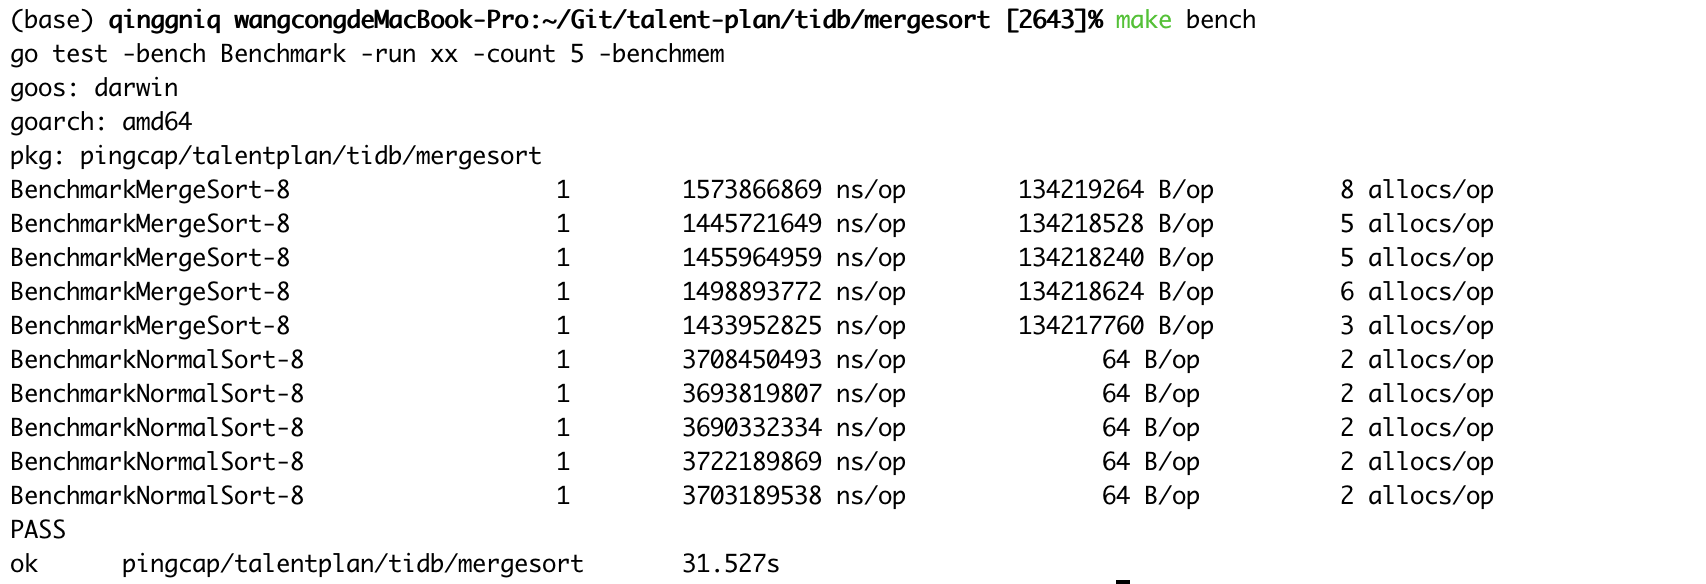 (base) qinggniq wangcongdeMacBook-Pro:~/Git/talent-plan/tidb/mergesort [2643]% make bench
go test -bench Benchmark -run xx -count 5 -benchmem
goos: darwin
goarch: amd64
pkg: pingcap/talentplan/tidb/mergesort
BenchmarkMergeSort-8                   1        1573866869 ns/op        134219264 B/op         8 allocs/op
BenchmarkMergeSort-8                   1        1445721649 ns/op        134218528 B/op         5 allocs/op
BenchmarkMergeSort-8                   1        1455964959 ns/op        134218240 B/op         5 allocs/op
BenchmarkMergeSort-8                   1        1498893772 ns/op        134218624 B/op         6 allocs/op
BenchmarkMergeSort-8                   1        1433952825 ns/op        134217760 B/op         3 allocs/op
BenchmarkNormalSort-8                  1        3708450493 ns/op              64 B/op          2 allocs/op
BenchmarkNormalSort-8                  1        3693819807 ns/op              64 B/op          2 allocs/op
BenchmarkNormalSort-8                  1        3690332334 ns/op              64 B/op          2 allocs/op
BenchmarkNormalSort-8                  1        3722189869 ns/op              64 B/op          2 allocs/op
BenchmarkNormalSort-8                  1        3703189538 ns/op              64 B/op          2 allocs/op
PASS
ok      pingcap/talentplan/tidb/mergesort       31.527s